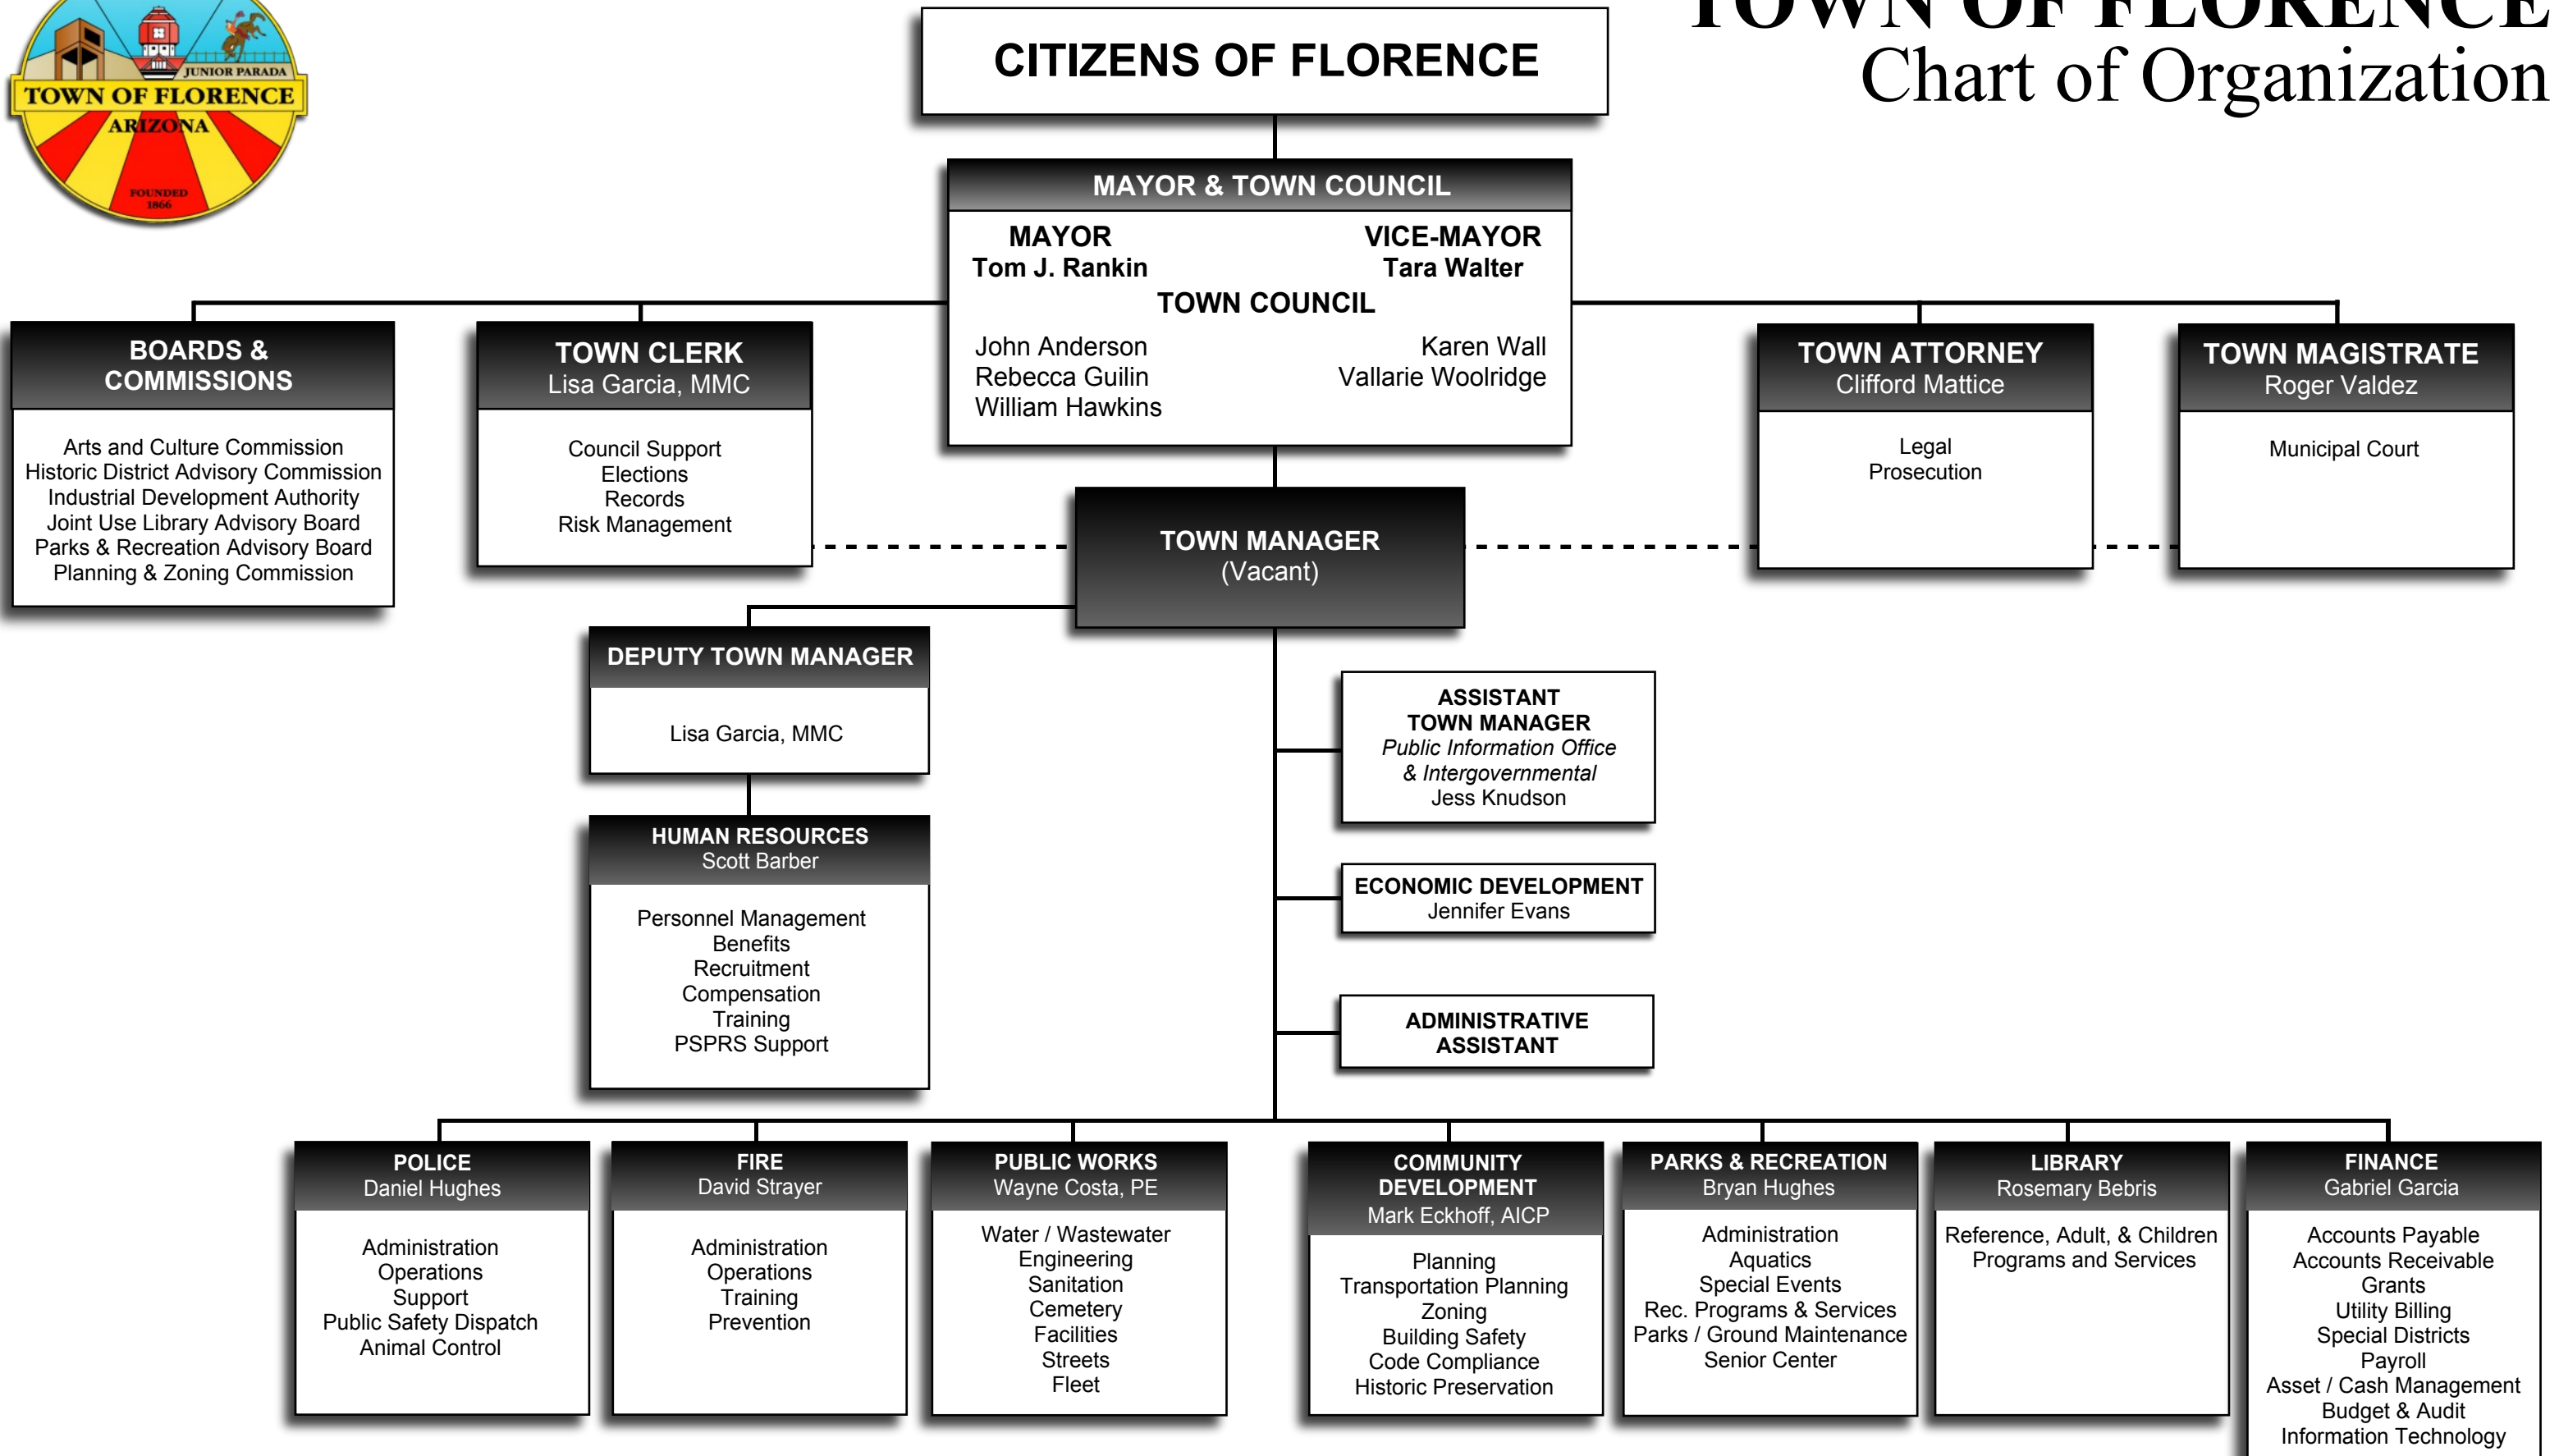 JUNIOR PARADA
TOWN OF FLORENCE
ARIZONA
FOUNDED
1866
TOWN OF FLORENCE
Chart of Organization
CITIZENS OF FLORENCE
MAYOR & TOWN COUNCIL
MAYOR
Tom J. Rankin
VICE-MAYOR
Tara Walter
TOWN COUNCIL
John Anderson
Rebecca Guilin
William Hawkins
Karen Wall
Vallarie Woolridge
BOARDS &
COMMISSIONS
Arts and Culture Commission
Historic District Advisory Commission
Industrial Development Authority
Joint Use Library Advisory Board
Parks & Recreation Advisory Board
Planning & Zoning Commission
TOWN CLERK
Lisa Garcia, MMC
Council Support
Elections
Records
Risk Management
TOWN ATTORNEY
Clifford Mattice
Legal
Prosecution
TOWN MAGISTRATE
Roger Valdez
Municipal Court
TOWN MANAGER
(Vacant)
DEPUTY TOWN MANAGER
Lisa Garcia, MMC
HUMAN RESOURCES
Scott Barber
Personnel Management
Benefits
Recruitment
Compensation
Training
PSPRS Support
ASSISTANT
TOWN MANAGER
Public Information Office
& Intergovernmental
Jess Knudson
ECONOMIC DEVELOPMENT
Jennifer Evans
ADMINISTRATIVE
ASSISTANT
POLICE
Daniel Hughes
Administration
Operations
Support
Public Safety Dispatch
Animal Control
FIRE
David Strayer
Administration
Operations
Training
Prevention
PUBLIC WORKS
Wayne Costa, PE
Water / Wastewater
Engineering
Sanitation
Cemetery
Facilities
Streets
Fleet
COMMUNITY
DEVELOPMENT
Mark Eckhoff, AICP
Planning
Transportation Planning
Zoning
Building Safety
Code Compliance
Historic Preservation
PARKS & RECREATION
Bryan Hughes
Administration
Aquatics
Special Events
Rec. Programs & Services
Parks / Ground Maintenance
Senior Center
LIBRARY
Rosemary Bebris
Reference, Adult, & Children
Programs and Services
FINANCE
Gabriel Garcia
Accounts Payable
Accounts Receivable
Grants
Utility Billing
Special Districts
Payroll
Asset / Cash Management
Budget & Audit
Information Technology